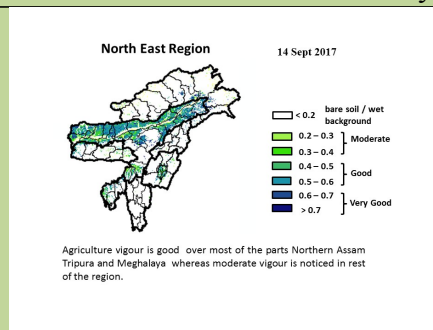 North East Region
14 Sept 2017
< 0.2 bare soil / wet
background
0.2 – 0.3
Moderate
0.3 – 0.4
0.4 – 0.5
Good
0.5 – 0.6
0.6 – 0.7
Very Good
> 0.7
Agriculture vigour is good over most of the parts Northern Assam
Tripura and Meghalaya whereas moderate vigour is noticed in rest
of the region.